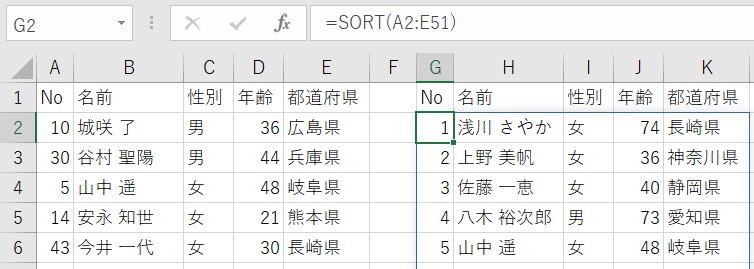 G2 fx =SORT(A2:E51)
A B C D E F G H I J K
1 No 名前 性別 年齢 都道府県 No 名前 性別 年齢 都道府県
2 10 城咲 了 男 36 広島県 1 浅川 さやか 女 74 長崎県
3 30 谷村 聖陽 男 44 兵庫県 2 上野 美帆 女 36 神奈川県
4 5 山中 遥 女 48 岐阜県 3 佐藤 一恵 女 40 静岡県
5 14 安永 知世 女 21 熊本県 4 八木 裕次郎 男 73 愛知県
6 43 今井 一代 女 30 長崎県 5 山中 遥 女 48 岐阜県